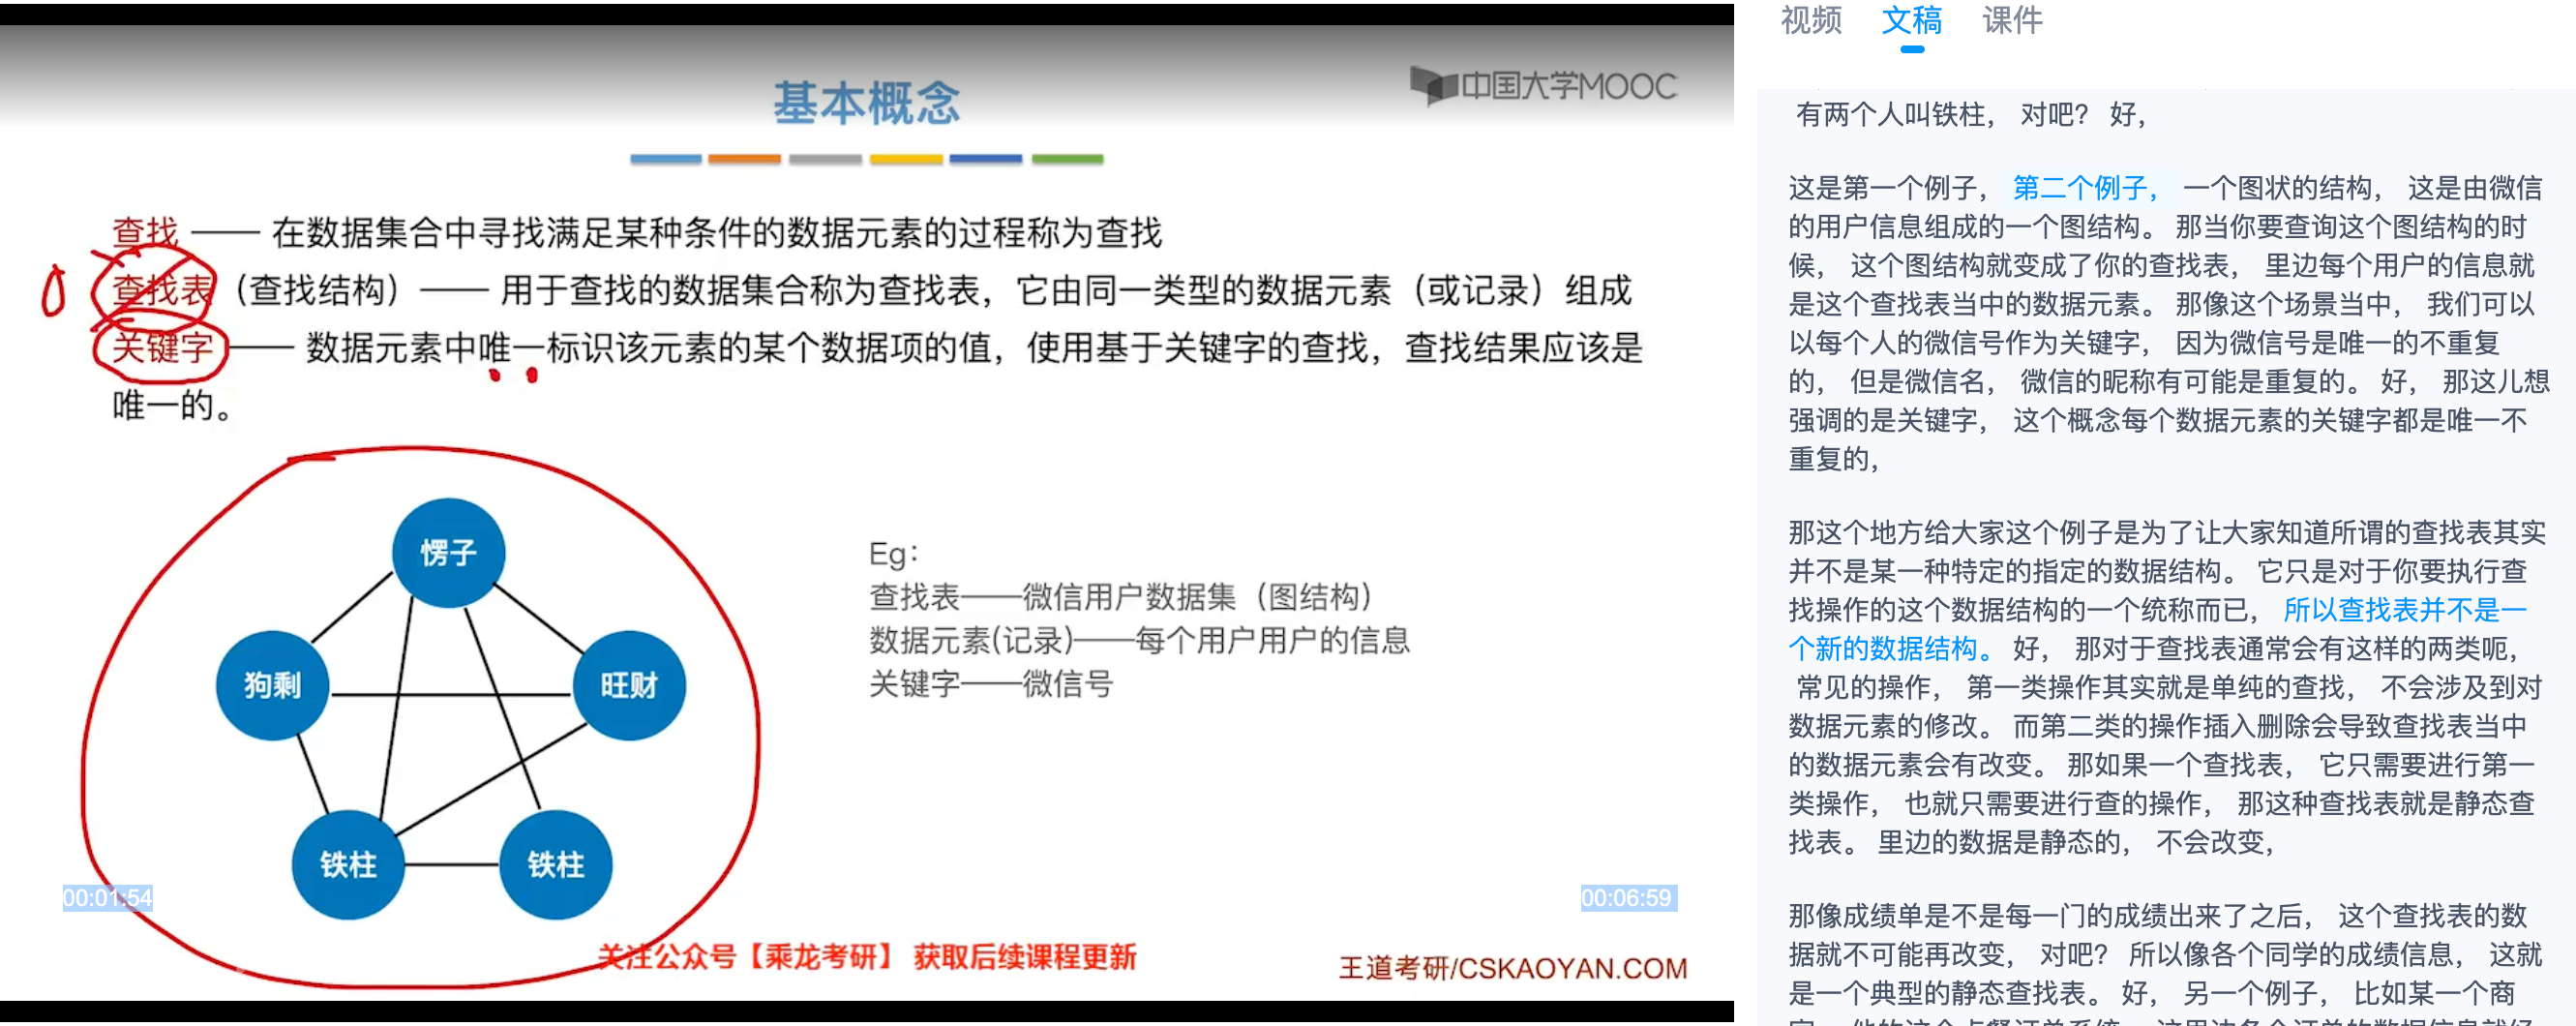 基本概念
中国大学MOOC
查找 —— 在数据集合中寻找满足某种条件的数据元素的过程称为查找
查找表（查找结构）—— 用于查找的数据集合称为查找表，它由同一类型的数据元素（或记录）组成
关键字 —— 数据元素中唯一标识该元素的某个数据项的值，使用基于关键字的查找，查找结果应该是
唯一的。
愣子
狗剩
旺财
铁柱
铁柱
Eg：
查找表——微信用户数据集（图结构）
数据元素(记录)——每个用户用户的信息
关键字——微信号
00:01:54
00:06:59
关注公众号【乘龙考研】 获取后续课程更新
王道考研/CSKAOYAN.COM
视频 文稿 课件
有两个人叫铁柱， 对吧？ 好，
这是第一个例子， 第二个例子， 一个图状的结构， 这是由微信
的用户信息组成的一个图结构。 那当你要查询这个图结构的时
候， 这个图结构就变成了你的查找表， 里边每个用户的信息就
是这个查找表当中的数据元素。 那像这个场景当中， 我们可以
以每个人的微信号作为关键字， 因为微信号是唯一的不重复
的， 但是微信名， 微信的昵称有可能是重复的。 好， 那这儿想
强调的是关键字， 这个概念每个数据元素的关键字都是唯一不
重复的，
那这个地方给大家这个例子是为了让大家知道所谓的查找表其实
并不是某一种特定的指定的数据结构。 它只是对于你要执行查
找操作的这个数据结构的一个统称而已， 所以查找表并不是一
个新的数据结构。 好， 那对于查找表通常会有这样的两类呃，
常见的操作， 第一类操作其实就是单纯的查找， 不会涉及到对
数据元素的修改。 而第二类的操作插入删除会导致查找表当中
的数据元素会有改变。 那如果一个查找表， 它只需要进行第一
类操作， 也就只需要进行查的操作， 那这种查找表就是静态查
找表。 里边的数据是静态的， 不会改变，
那像成绩单是不是每一门的成绩出来了之后， 这个查找表的数
据就不可能再改变， 对吧？ 所以像各个同学的成绩信息， 这就
是一个典型的静态查找表。 好， 另一个例子， 比如某一个商